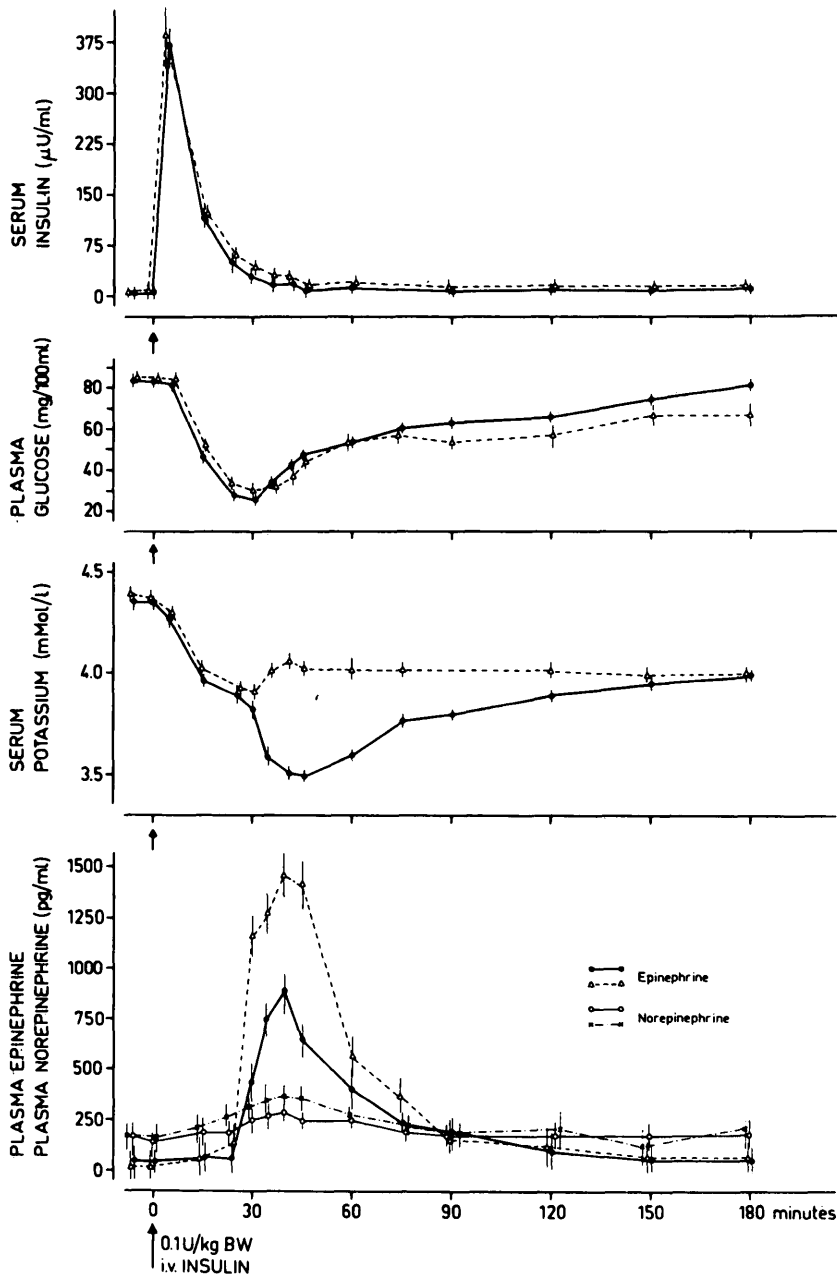 SERUM
INSULIN (µU/ml)
375
300
225
150
75
0
PLASMA
GLUCOSE (mg/100ml)
80
60
40
20
SERUM
POTASSIUM (mMol/l)
4.5
4.0
3.5
PLASMA EPINEPHRINE
PLASMA NOREPINEPHRINE (pg/ml)
1500
1250
1000
750
500
250
0
Epinephrine
Norepinephrine
0 30 60 90 120 150 180 minutes
0.1U/kg BW
i.v. INSULIN